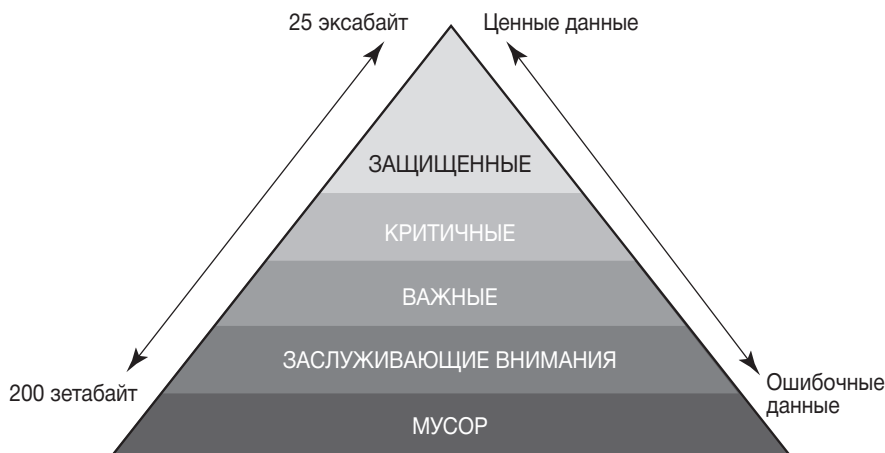 25 эксабайт
Ценные данные
ЗАЩИЩЕННЫЕ
КРИТИЧНЫЕ
ВАЖНЫЕ
ЗАСЛУЖИВАЮЩИЕ ВНИМАНИЯ
200 зетабайт
Ошибочные
данные
МУСОР